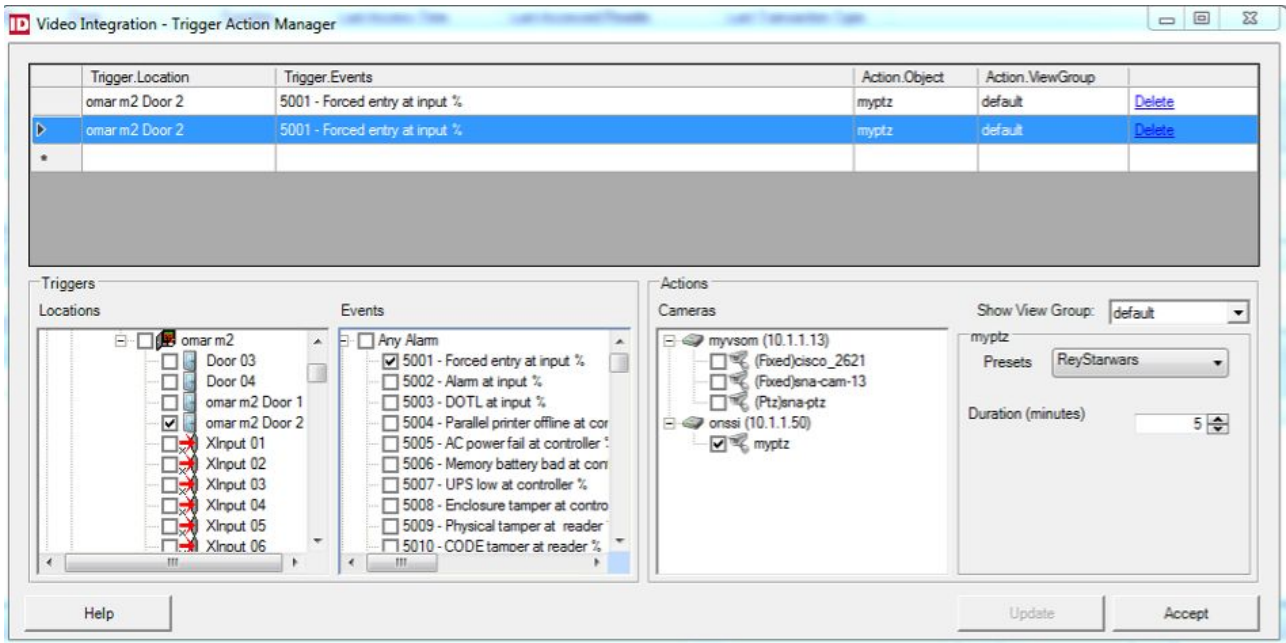 ID Video Integration - Trigger Action Manager
Trigger.Location Trigger.Events Action.Object Action.ViewGroup
omar m2 Door 2 5001 - Forced entry at input % myptz default Delete
omar m2 Door 2 5001 - Forced entry at input % myptz default Delete
*
Triggers
Locations
omar m2
Door 03
Door 04
omar m2 Door 1
omar m2 Door 2
XInput 01
XInput 02
XInput 03
XInput 04
XInput 05
XInput 06
Events
Any Alarm
5001 - Forced entry at input %
5002 - Alarm at input %
5003 - DOTL at input %
5004 - Parallel printer offline at cor
5005 - AC power fail at controller
5006 - Memory battery bad at con
5007 - UPS low at controller %
5008 - Enclosure tamper at contro
5009 - Physical tamper at reader
5010 - CODE tamper at reader %
Actions
Cameras
myvsom (10.1.1.13)
(Fixed)cisco_2621
(Fixed)sna-cam-13
(Ptz)sna-ptz
onssi (10.1.1.50)
myptz
Show View Group: default
myptz
Presets ReyStarwars
Duration (minutes) 5
Help Update Accept